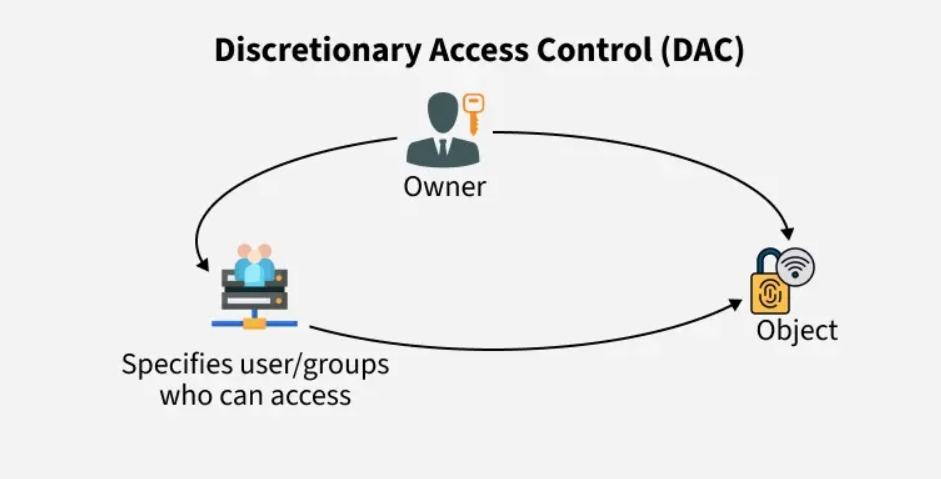 Discretionary Access Control (DAC)
Owner
Object
Specifies user/groups
who can access